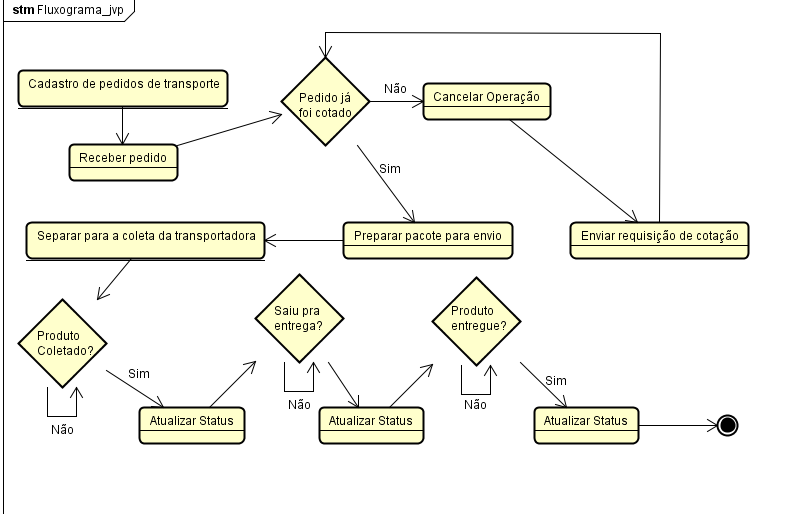 stm Fluxograma_jvp
Cadastro de pedidos de transporte
Pedido já
foi cotado
Não
Cancelar Operação
Receber pedido
Sim
Separar para a coleta da transportadora
Preparar pacote para envio
Enviar requisição de cotação
Produto
Coletado?
Saiu pra
entrega?
Produto
entregue?
Sim
Sim
Não
Não
Não
Atualizar Status
Atualizar Status
Atualizar Status